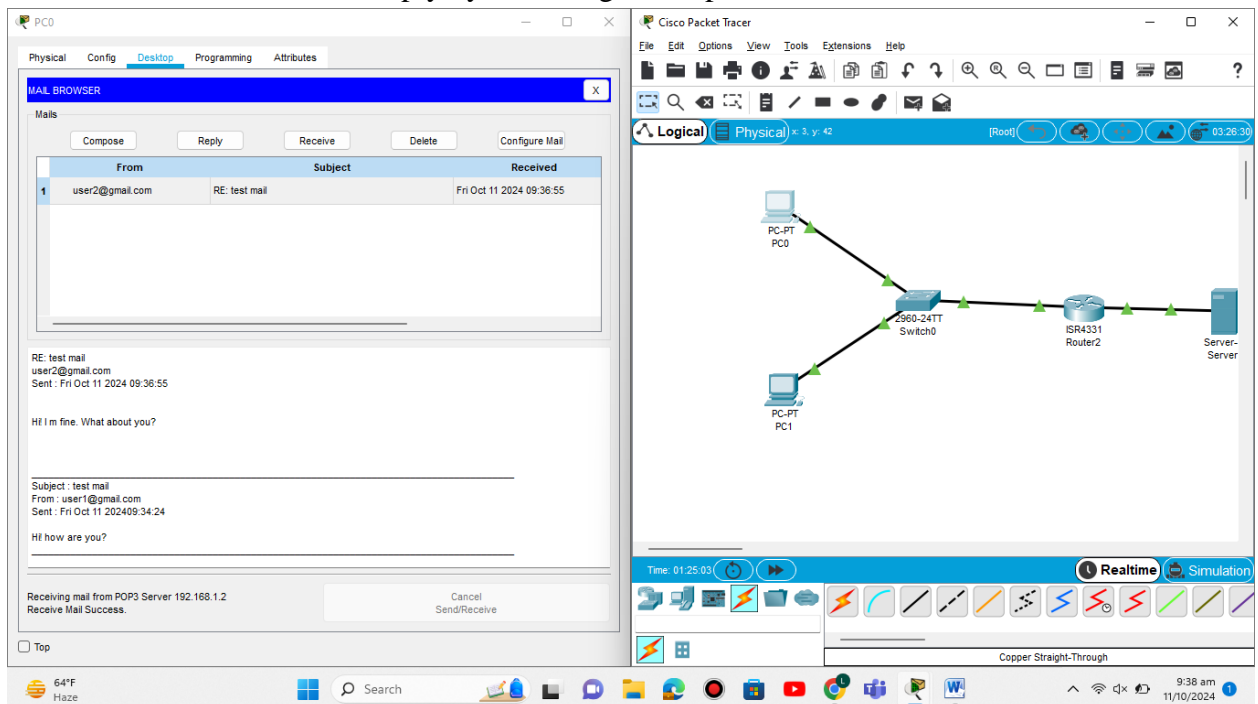 PC0
Physical Config Desktop Programming Attributes
MAIL BROWSER X
Mails
Compose Reply Receive Delete Configure Mail
From Subject Received
1 user2@gmail.com RE: test mail Fri Oct 11 2024 09:36:55
RE: test mail
user2@gmail.com
Sent : Fri Oct 11 2024 09:36:55
Hi! I m fine. What about you?
Subject : test mail
From : user1@gmail.com
Sent : Fri Oct 11 202409:34:24
Hi! how are you?
Receiving mail from POP3 Server 192.168.1.2
Receive Mail Success.
Cancel
Send/Receive
Top
Cisco Packet Tracer
File Edit Options View Tools Extensions Help
?
Logical Physical x: 3, y: 42 [Root] 03:26:30
PC-PT
PC0
2960-24TT
Switch0
ISR4331
Router2
Server-
Server
PC-PT
PC1
Time: 01:25:03 Realtime Simulation
Copper Straight-Through
64°F
Haze
Search
9:38 am
11/10/2024
1